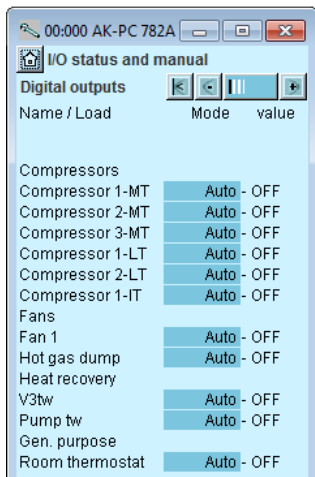 00:000 AK-PC 782A
I/O status and manual
Digital outputs
Name / Load Mode value
Compressors
Compressor 1-MT Auto - OFF
Compressor 2-MT Auto - OFF
Compressor 3-MT Auto - OFF
Compressor 1-LT Auto - OFF
Compressor 2-LT Auto - OFF
Compressor 1-IT Auto - OFF
Fans
Fan 1 Auto - OFF
Hot gas dump Auto - OFF
Heat recovery
V3tw Auto - OFF
Pump tw Auto - OFF
Gen. purpose
Room thermostat Auto - OFF